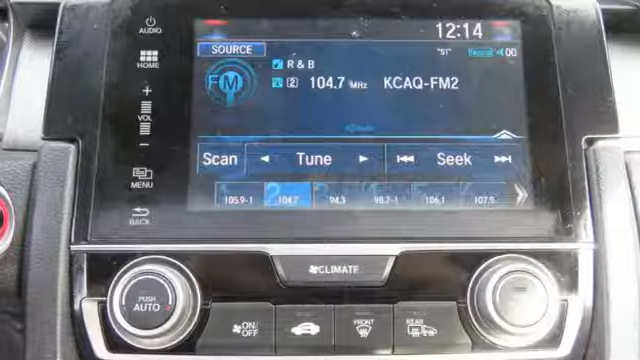 AUDIO
12:14
SOURCE
"ST"
00
HOME
R & B
FM
2 104.7 MHz KCAQ-FM2
VOL
Scan Tune Seek
MENU
105.9-1 104.7 94.3 98.7-1 106.1 107.9
BACK
CLIMATE
PUSH
AUTO
ON/
OFF
FRONT
REAR